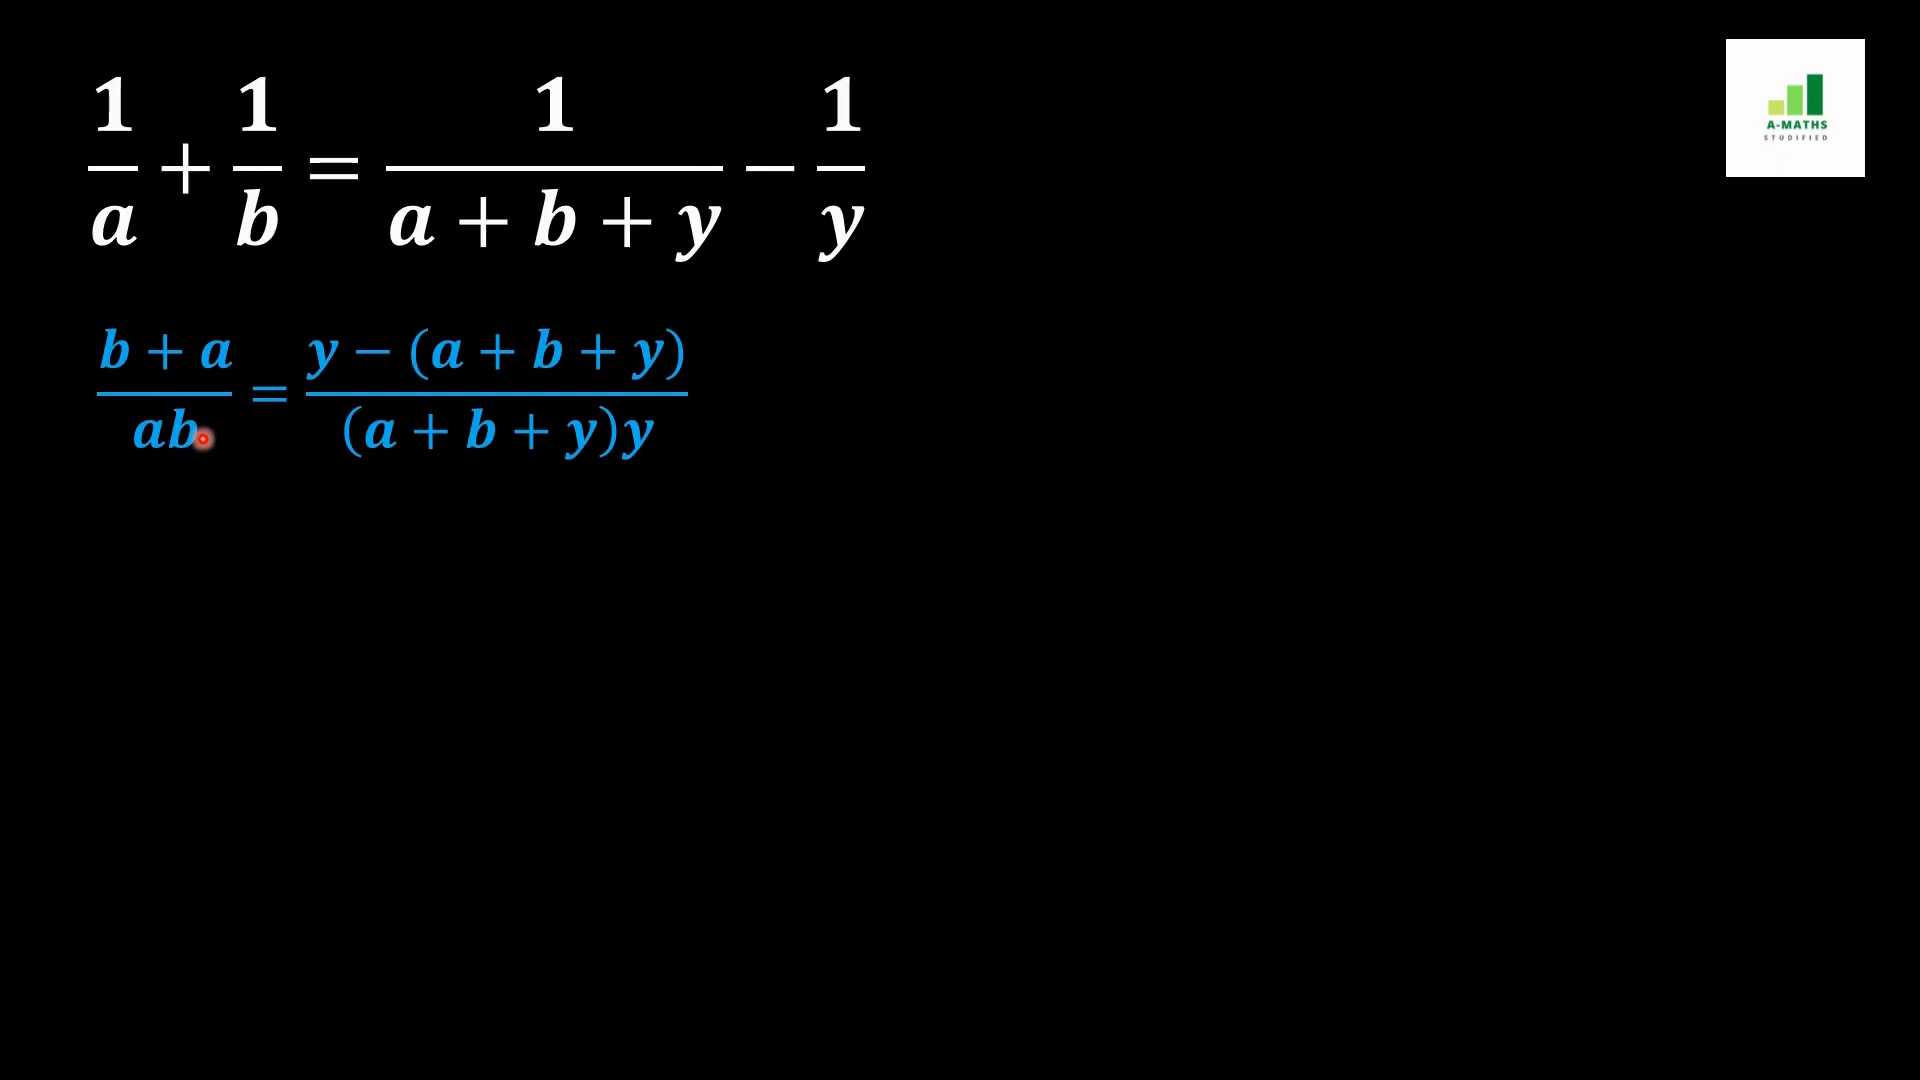 1/a + 1/b = 1/(a + b + y) − 1/y
(b + a)/ab = (y − (a + b + y))/((a + b + y)y)
A-MATHS
STUDIFIED